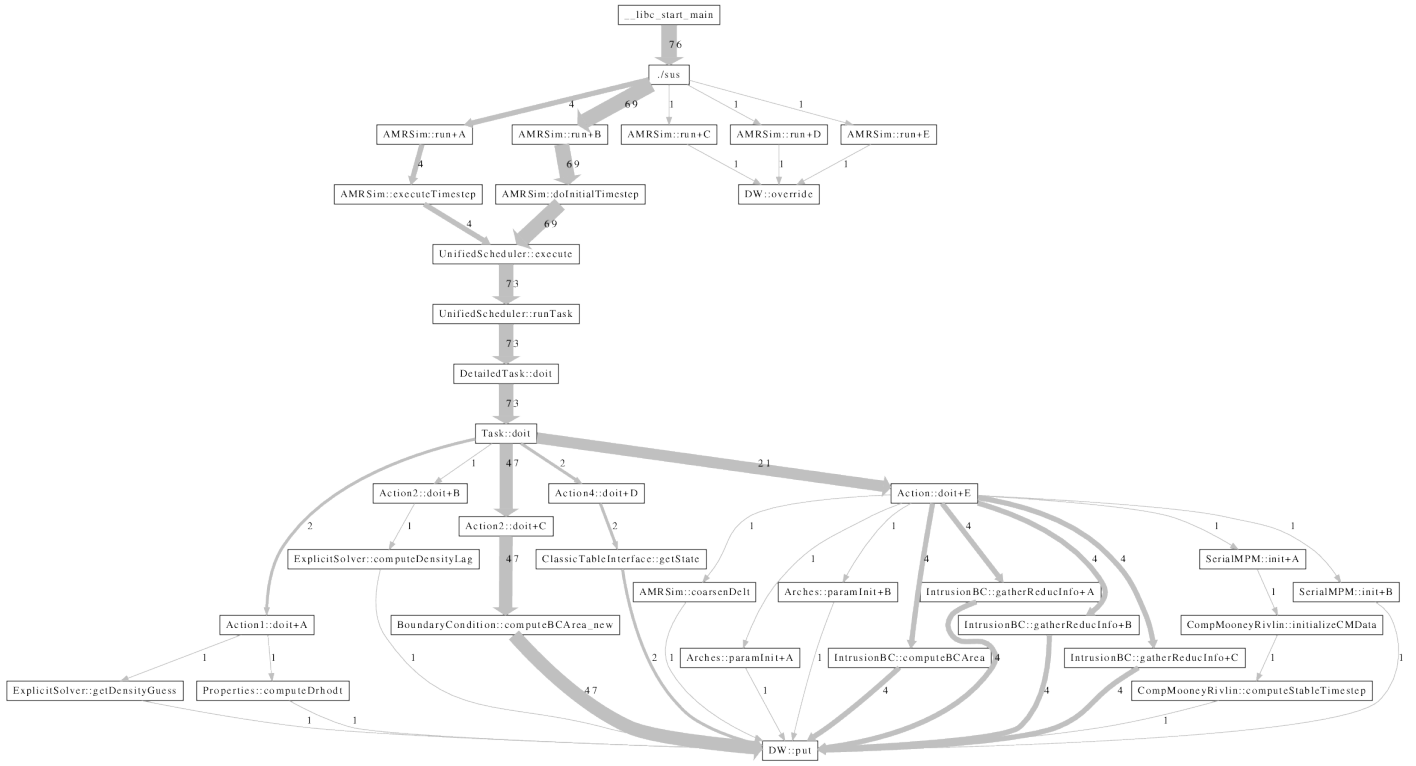 __libc_start_main
76
./sus
4
69
1
1
1
AMRSim::run+A
AMRSim::run+B
AMRSim::run+C
AMRSim::run+D
AMRSim::run+E
4
69
1
1
1
AMRSim::executeTimestep
AMRSim::doInitialTimestep
DW::override
4
69
UnifiedScheduler::execute
73
UnifiedScheduler::runTask
73
DetailedTask::doit
73
Task::doit
1
47
2
21
Action2::doit+B
Action4::doit+D
Action::doit+E
2
1
Action2::doit+C
2
1
1
1
4
4
4
4
1
1
ExplicitSolver::computeDensityLag
47
ClassicTableInterface::getState
SerialMPM::init+A
AMRSim::coarsenDelt
Arches::paramInit+B
IntrusionBC::gatherReducInfo+A
1
SerialMPM::init+B
Action1::doit+A
BoundaryCondition::computeBCArea_new
IntrusionBC::gatherReducInfo+B
CompMooneyRivlin::initializeCMData
1
1
1
2
1
Arches::paramInit+A
1
IntrusionBC::computeBCArea
4
IntrusionBC::gatherReducInfo+C
1
1
ExplicitSolver::getDensityGuess
Properties::computeDrhodt
47
1
4
4
4
CompMooneyRivlin::computeStableTimestep
1
1
1
DW::put